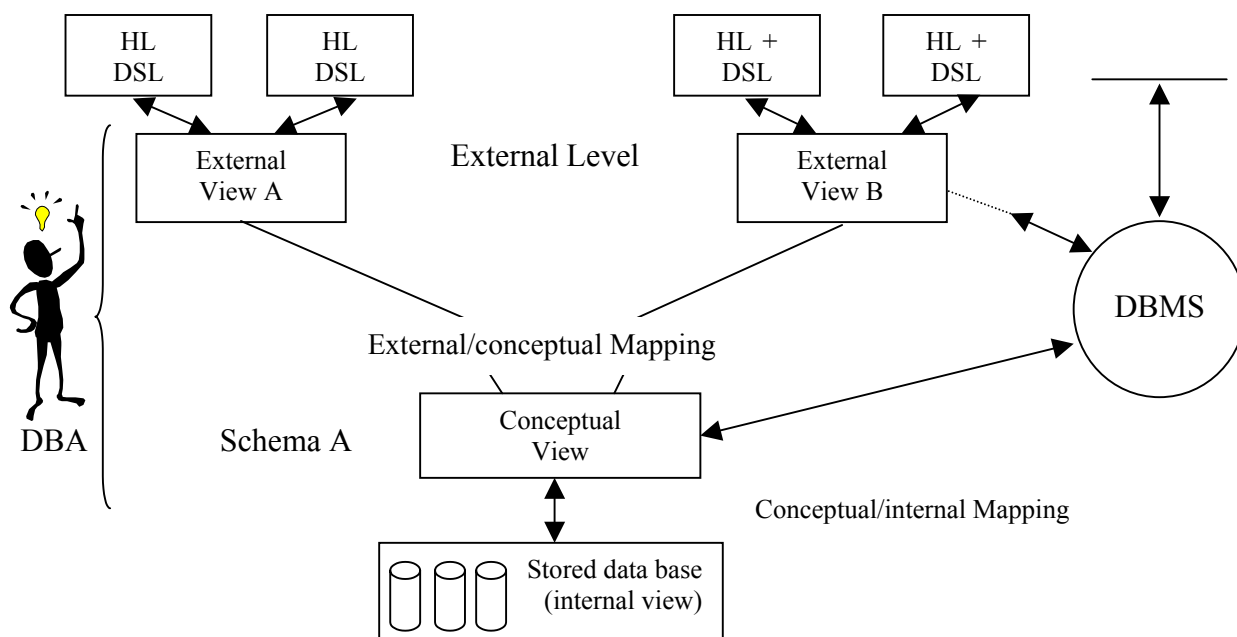 HL
DSL
HL
DSL
HL +
DSL
HL +
DSL
External
View A
External Level
External
View B
DBMS
External/conceptual Mapping
Conceptual
View
DBA
Schema A
Conceptual/internal Mapping
Stored data base
(internal view)